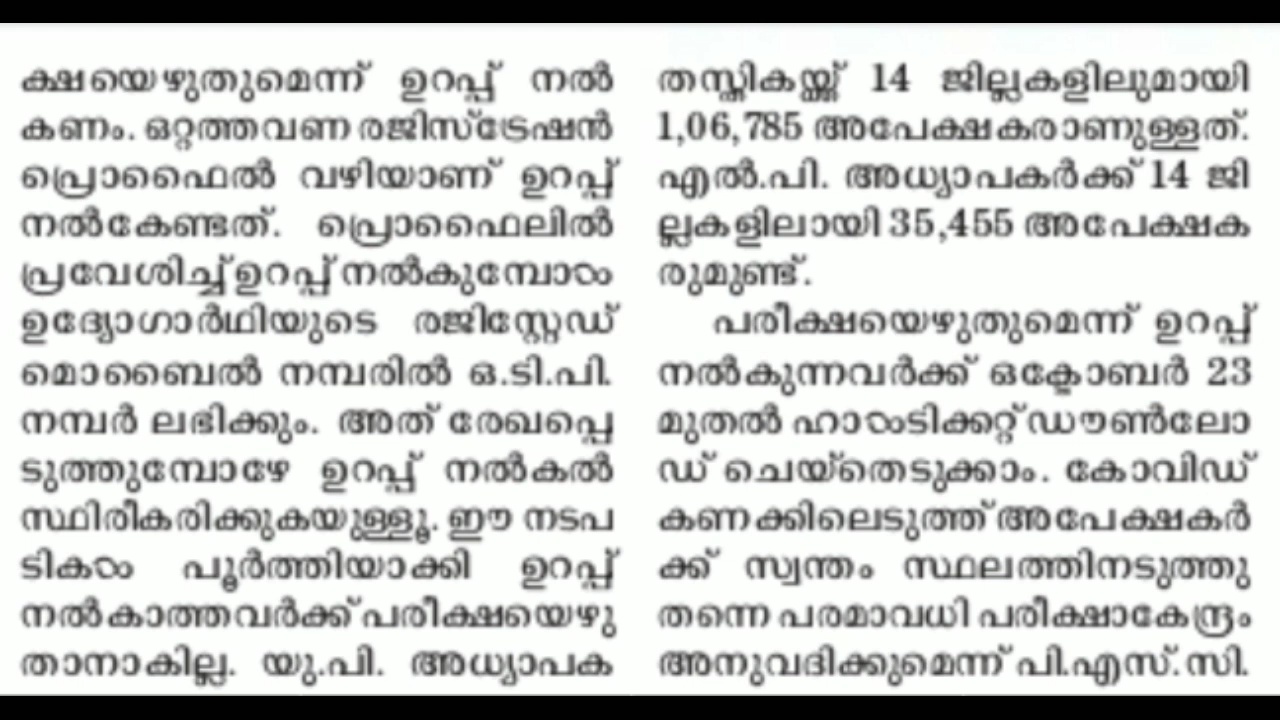 ക്ഷയെഴുതുമെന്ന് ഉറപ്പ് നൽ
കണം. ഒറ്റത്തവണ രജിസ്ട്രേഷൻ
പ്രൊഫൈൽ വഴിയാണ് ഉറപ്പ്
നൽകേണ്ടത്. പ്രൊഫൈലിൽ
പ്രവേശിച്ച് ഉറപ്പ് നൽകുമ്പോൾ
ഉദ്യോഗാർഥിയുടെ രജിസ്റ്റേഡ്
മൊബൈൽ നമ്പരിൽ ഒ.ടി.പി.
നമ്പർ ലഭിക്കും. അത് രേഖപ്പെ
ടുത്തുമ്പോഴേ ഉറപ്പ് നൽകൽ
സ്ഥിരീകരിക്കുകയുള്ളൂ. ഈ നടപ
ടികൾ പൂർത്തിയാക്കി ഉറപ്പ്
നൽകാത്തവർക്ക് പരീക്ഷയെഴു
താനാകില്ല. യു.പി. അധ്യാപക
തസ്തികയ്ക്ക് 14 ജില്ലകളിലുമായി
1,06,785 അപേക്ഷകരാണുള്ളത്.
എൽ.പി. അധ്യാപകർക്ക് 14 ജി
ല്ലകളിലായി 35,455 അപേക്ഷക
രുമുണ്ട്.
പരീക്ഷയെഴുതുമെന്ന് ഉറപ്പ്
നൽകുന്നവർക്ക് ഒക്ടോബർ 23
മുതൽ ഹാൾടിക്കറ്റ് ഡൗൺലോ
ഡ് ചെയ്തെടുക്കാം. കോവിഡ്
കണക്കിലെടുത്ത് അപേക്ഷകർ
ക്ക് സ്വന്തം സ്ഥലത്തിനടുത്തു
തന്നെ പരമാവധി പരീക്ഷാകേന്ദ്രം
അനുവദിക്കുമെന്ന് പി.എസ്.സി.